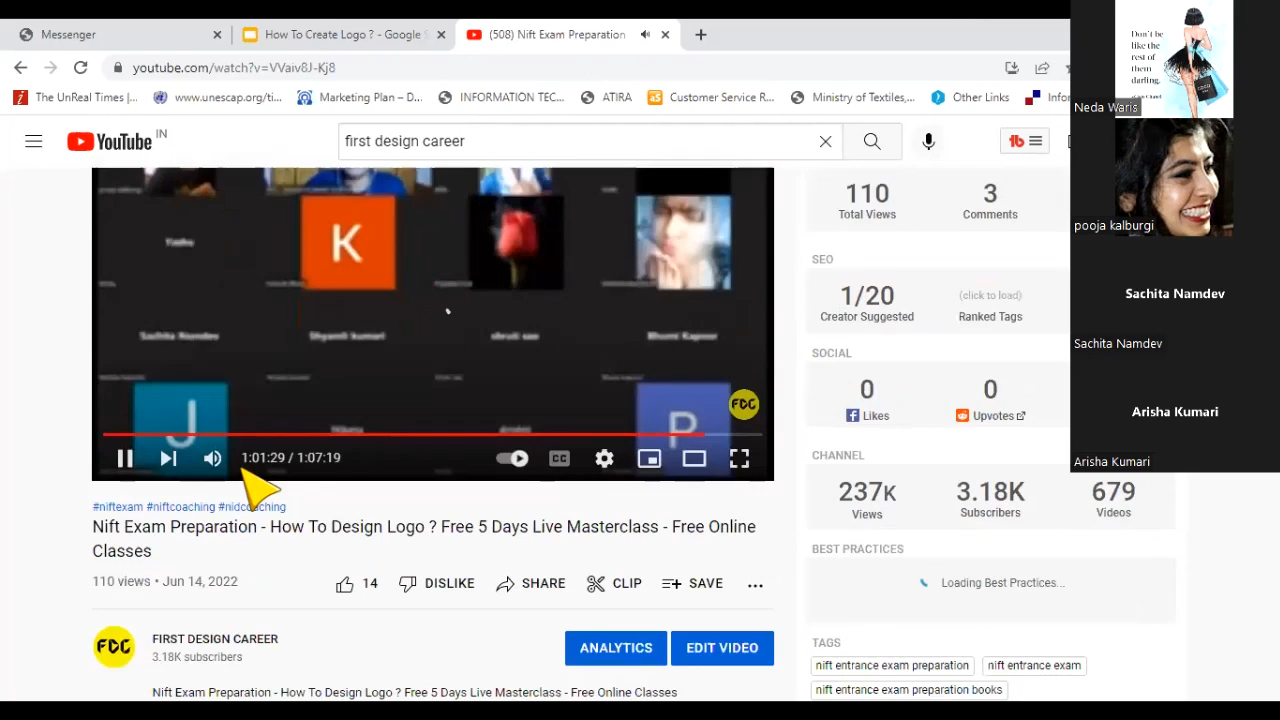 Messenger
How To Create Logo ? - Google S
(508) Nift Exam Preparation
youtube.com/watch?v=VVaiv8J-Kj8
The UnReal Times |...
www.unescap.org/ti...
Marketing Plan – D...
INFORMATION TEC...
ATIRA
Customer Service R...
Ministry of Textiles,...
Other Links
YouTube IN
first design career
Don't be
like the
rest of
them
darling.
Neda Waris
pooja kalburgi
Sachita Namdev
Sachita Namdev
Arisha Kumari
Arisha Kumari
K
Sachita Namdev
Shyamli kumari
shruti sao
Bhumi Kapoor
J
P
FDC
1:01:29 / 1:07:19
CC
#niftexam #niftcoaching #nidcoaching
Nift Exam Preparation - How To Design Logo ? Free 5 Days Live Masterclass - Free Online
Classes
110 views • Jun 14, 2022
14
DISLIKE
SHARE
CLIP
SAVE
FDC
FIRST DESIGN CAREER
3.18K subscribers
ANALYTICS
EDIT VIDEO
Nift Exam Preparation - How To Design Logo ? Free 5 Days Live Masterclass - Free Online Classes
110
Total Views
3
Comments
SEO
1/20
Creator Suggested
(click to load)
Ranked Tags
SOCIAL
0
Likes
0
Upvotes
CHANNEL
237K
Views
3.18K
Subscribers
679
Videos
BEST PRACTICES
Loading Best Practices...
TAGS
nift entrance exam preparation
nift entrance exam
nift entrance exam preparation books